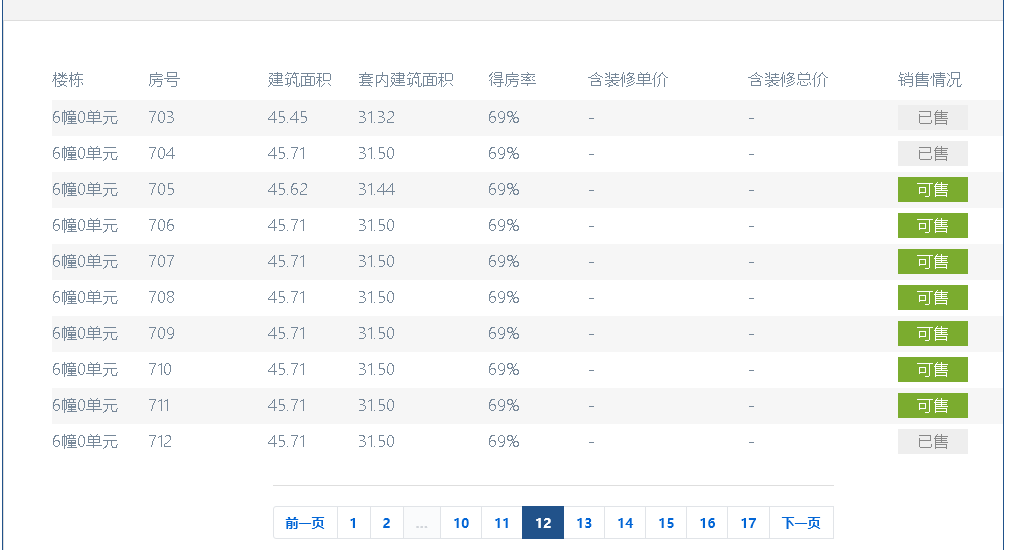 楼栋 房号 建筑面积 套内建筑面积 得房率 含装修单价 含装修总价 销售情况
6幢0单元 703 45.45 31.32 69% - - 已售
6幢0单元 704 45.71 31.50 69% - - 已售
6幢0单元 705 45.62 31.44 69% - - 可售
6幢0单元 706 45.71 31.50 69% - - 可售
6幢0单元 707 45.71 31.50 69% - - 可售
6幢0单元 708 45.71 31.50 69% - - 可售
6幢0单元 709 45.71 31.50 69% - - 可售
6幢0单元 710 45.71 31.50 69% - - 可售
6幢0单元 711 45.71 31.50 69% - - 可售
6幢0单元 712 45.71 31.50 69% - - 已售
前一页 1 2 ... 10 11 12 13 14 15 16 17 下一页